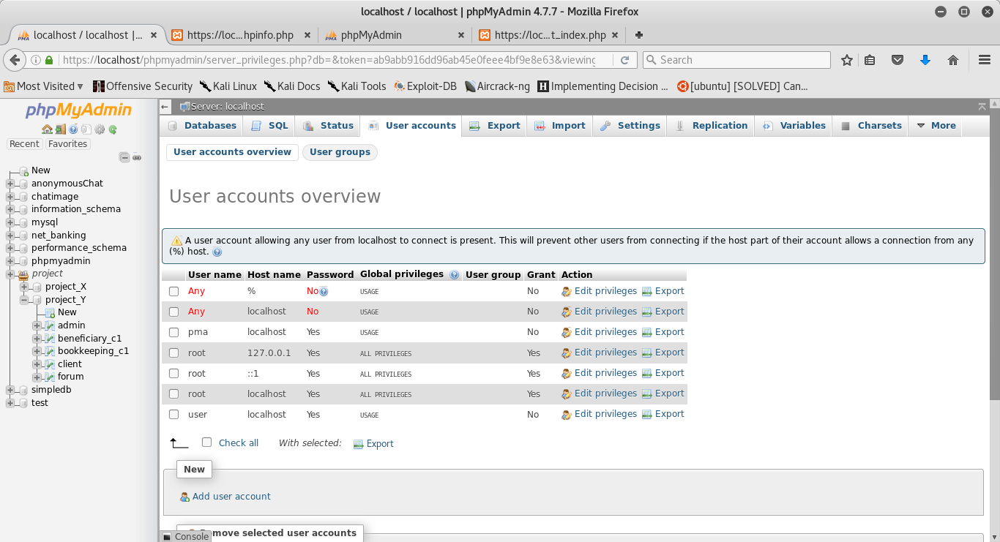 localhost / localhost | phpMyAdmin 4.7.7 - Mozilla Firefox
localhost / localhost |... × https://loc...hpinfo.php × phpMyAdmin × https://loc...t_index.php ×
https://localhost/phpmyadmin/server_privileges.php?db=&token=ab9abb916dd96ab45e0feee4bf9e8e63&viewing
Search
Most Visited Offensive Security Kali Linux Kali Docs Kali Tools Exploit-DB Aircrack-ng Implementing Decision ... [ubuntu] [SOLVED] Can...
phpMyAdmin
Recent Favorites
New
anonymousChat
chatimage
information_schema
mysql
net_banking
performance_schema
phpmyadmin
project
project_X
project_Y
New
admin
beneficiary_c1
bookkeeping_c1
client
forum
simpledb
test
Server: localhost
Databases SQL Status User accounts Export Import Settings Replication Variables Charsets More
User accounts overview User groups
User accounts overview
A user account allowing any user from localhost to connect is present. This will prevent other users from connecting if the host part of their account allows a connection from any
(%) host.
User name Host name Password Global privileges User group Grant Action
Any % No USAGE No Edit privileges Export
Any localhost No USAGE No Edit privileges Export
pma localhost Yes USAGE No Edit privileges Export
root 127.0.0.1 Yes ALL PRIVILEGES Yes Edit privileges Export
root ::1 Yes ALL PRIVILEGES Yes Edit privileges Export
root localhost Yes ALL PRIVILEGES Yes Edit privileges Export
user localhost Yes USAGE No Edit privileges Export
Check all With selected: Export
New
Add user account
move selected user accounts
Console